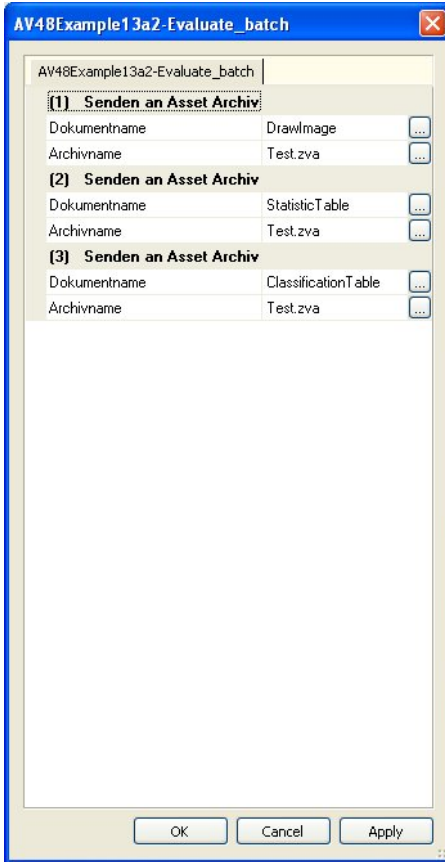 AV48Example13a2-Evaluate_batch
AV48Example13a2-Evaluate_batch
(1) Senden an Asset Archiv
Dokumentname DrawImage ...
Archivname Test.zva ...
(2) Senden an Asset Archiv
Dokumentname StatisticTable ...
Archivname Test.zva ...
(3) Senden an Asset Archiv
Dokumentname ClassificationTable ...
Archivname Test.zva ...
OK Cancel Apply